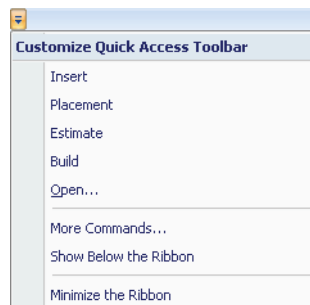 Customize Quick Access Toolbar
Insert
Placement
Estimate
Build
Open...
More Commands...
Show Below the Ribbon
Minimize the Ribbon